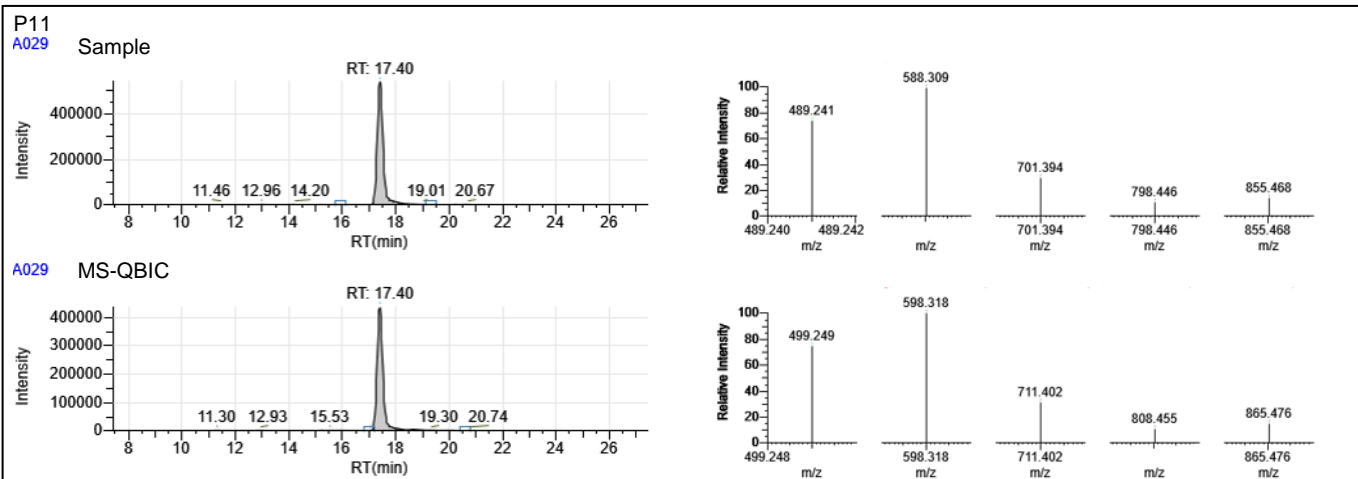 P11
A029 Sample
RT: 17.40
Intensity
400000
200000
0
11.46 12.96 14.20 19.01 20.67
8 10 12 14 16 18 20 22 24 26
RT(min)
Relative Intensity
100
80
60
40
20
0
489.241
588.309
701.394
798.446
855.468
489.240 489.242 701.394 798.446 855.468
m/z m/z m/z m/z m/z
A029 MS-QBIC
RT: 17.40
Intensity
400000
300000
200000
100000
0
11.30 12.93 15.53 19.30 20.74
8 10 12 14 16 18 20 22 24 26
RT(min)
Relative Intensity
100
80
60
40
20
0
499.249
598.318
711.402
808.455
865.476
499.248 598.318 711.402 865.476
m/z m/z m/z m/z m/z